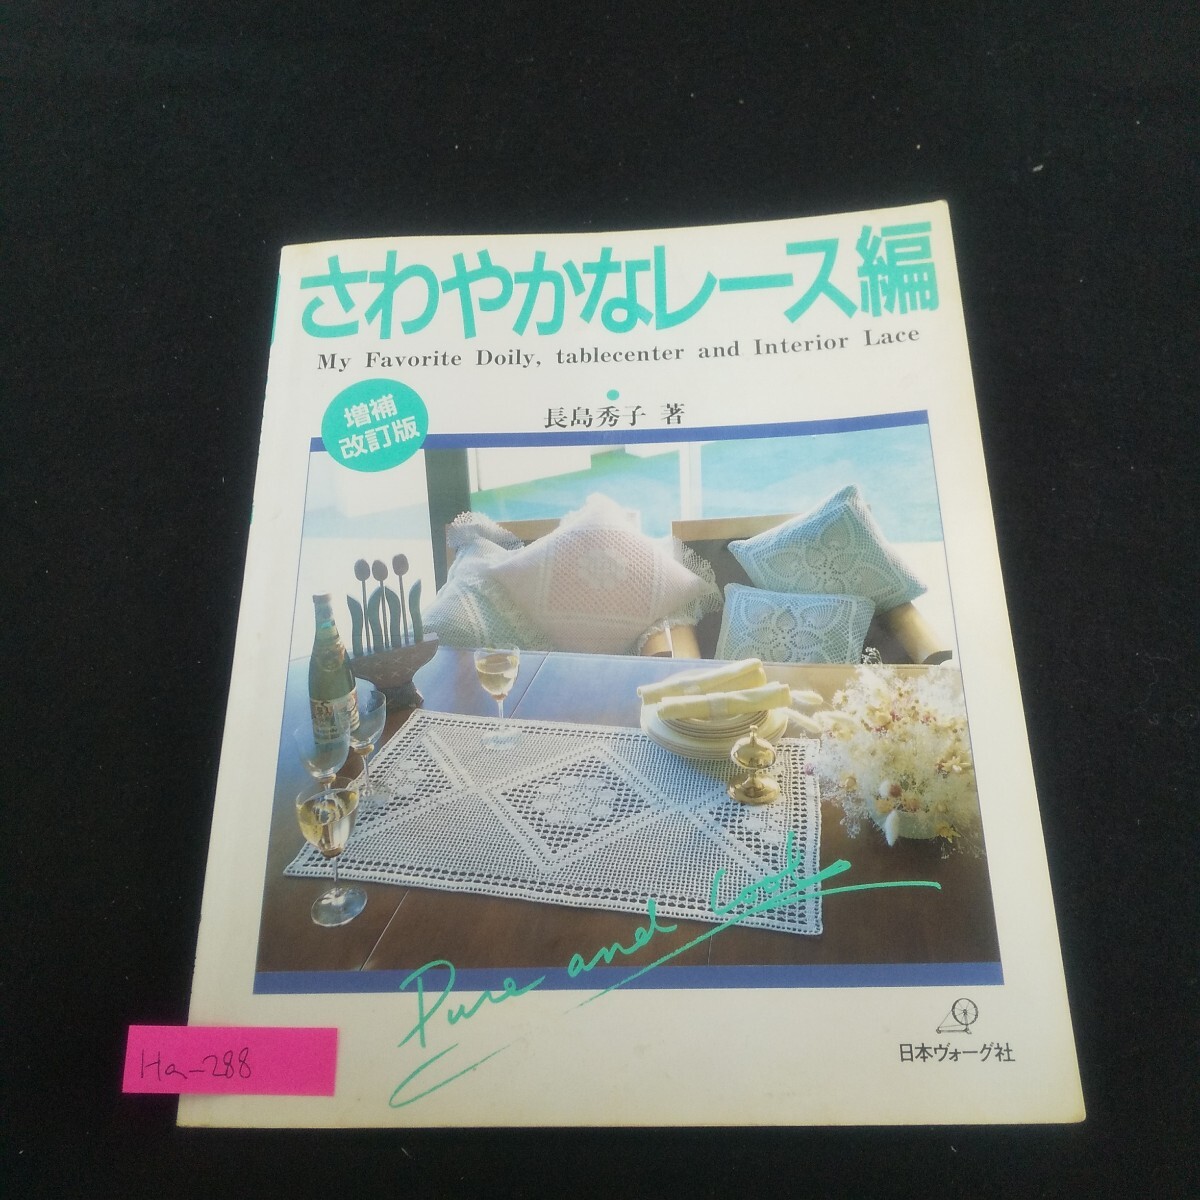 さわやかなレース編
My Favorite Doily, tablecenter and Interior Lace
増補
改訂版
長島秀子 著
Pure and Cool
日本ヴォーグ社
Ha-288